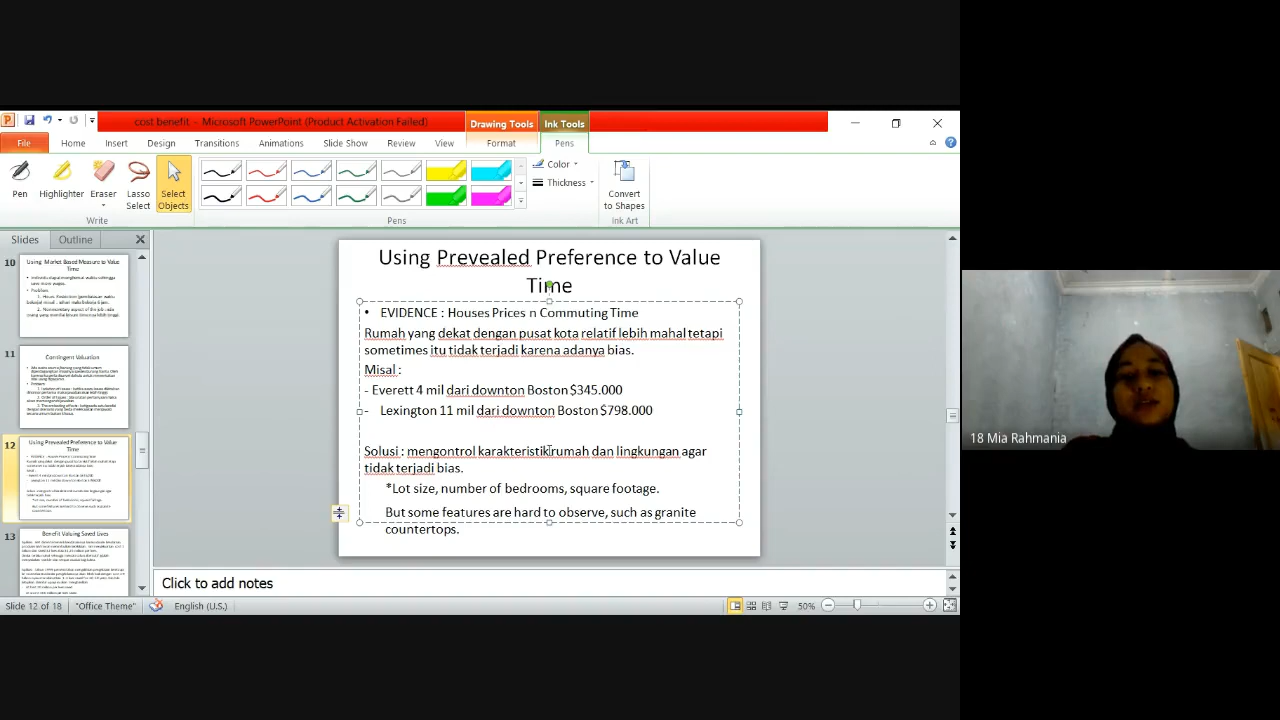 cost benefit - Microsoft PowerPoint (Product Activation Failed)
Drawing Tools
Ink Tools
File
Home
Insert
Design
Transitions
Animations
Slide Show
Review
View
Format
Pens
Pen
Highlighter
Eraser
Lasso
Select
Select
Objects
Color
Thickness
Convert
to Shapes
Write
Pens
Ink Art
Slides
Outline
10
Using Market Based Measure to Value
Time
11
Contingent Valuation
12
Using Prevealed Preference to Value
Time
13
Benefit Valuing Saved Lives
Using Prevealed Preference to Value
Time
• EVIDENCE : Houses Prices n Commuting Time
Rumah yang dekat dengan pusat kota relatif lebih mahal tetapi
sometimes itu tidak terjadi karena adanya bias.
Misal :
- Everett 4 mil dari downtown Boston $345.000
- Lexington 11 mil dari downton Boston $798.000
Solusi : mengontrol karakteristik rumah dan lingkungan agar
tidak terjadi bias.
*Lot size, number of rooms, square footage.
But some features are hard to observe, such as granite
countertops.
18 Mia Rahmania
Click to add notes
Slide 12 of 18
"Office Theme"
English (U.S.)
50%